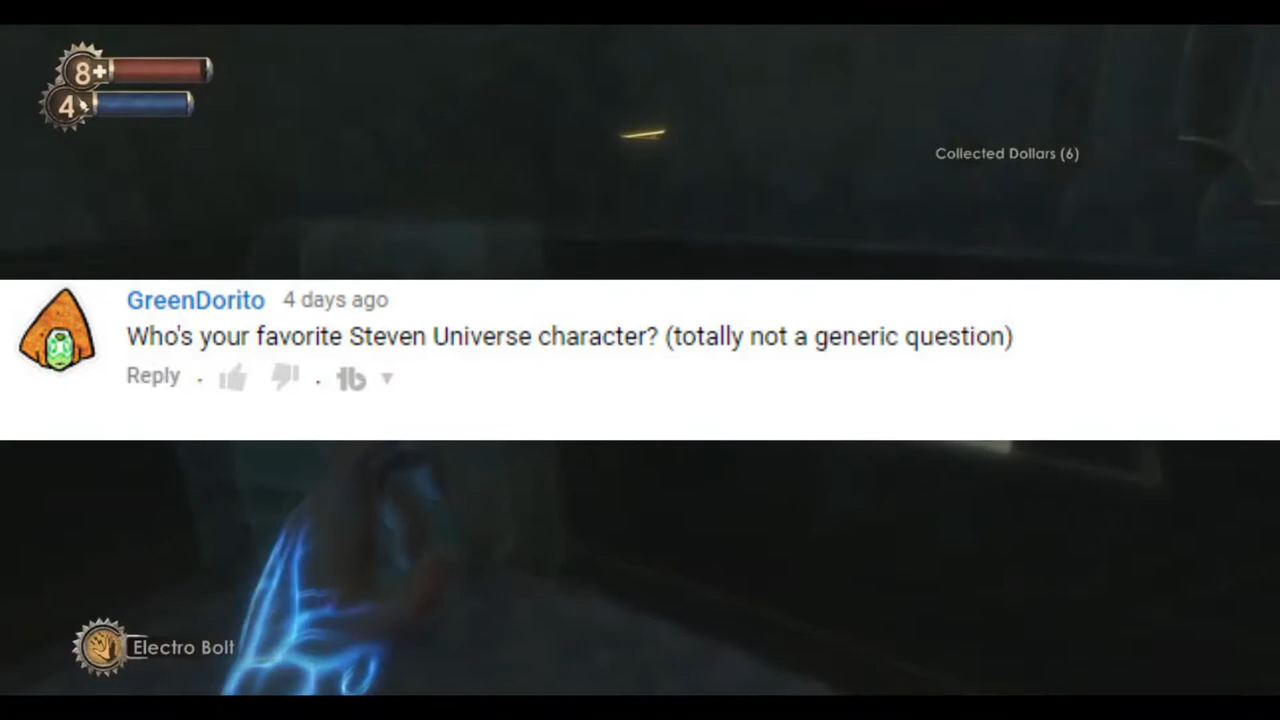 8
4
Collected Dollars (6)
GreenDorito 4 days ago
Who's your favorite Steven Universe character? (totally not a generic question)
Reply
Electro Bolt